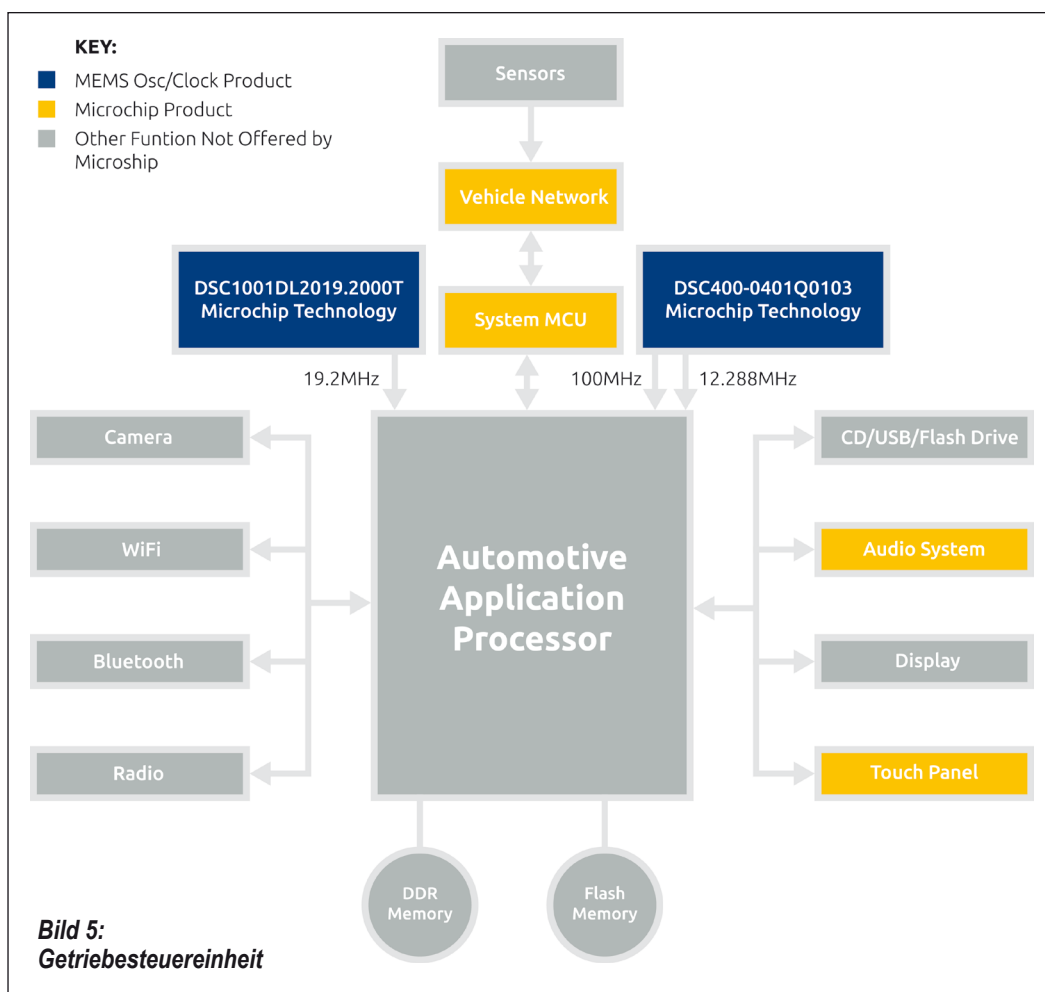 KEY:
MEMS Osc/Clock Product
Microchip Product
Other Funtion Not Offered by
Microship
Sensors
Vehicle Network
DSC1001DL2019.2000T
Microchip Technology
System MCU
DSC400-0401Q0103
Microchip Technology
19.2MHz
100MHz
12.288MHz
Camera
WiFi
Bluetooth
Radio
Automotive
Application
Processor
CD/USB/Flash Drive
Audio System
Display
Touch Panel
DDR
Memory
Flash
Memory
Bild 5:
Getriebesteuereinheit